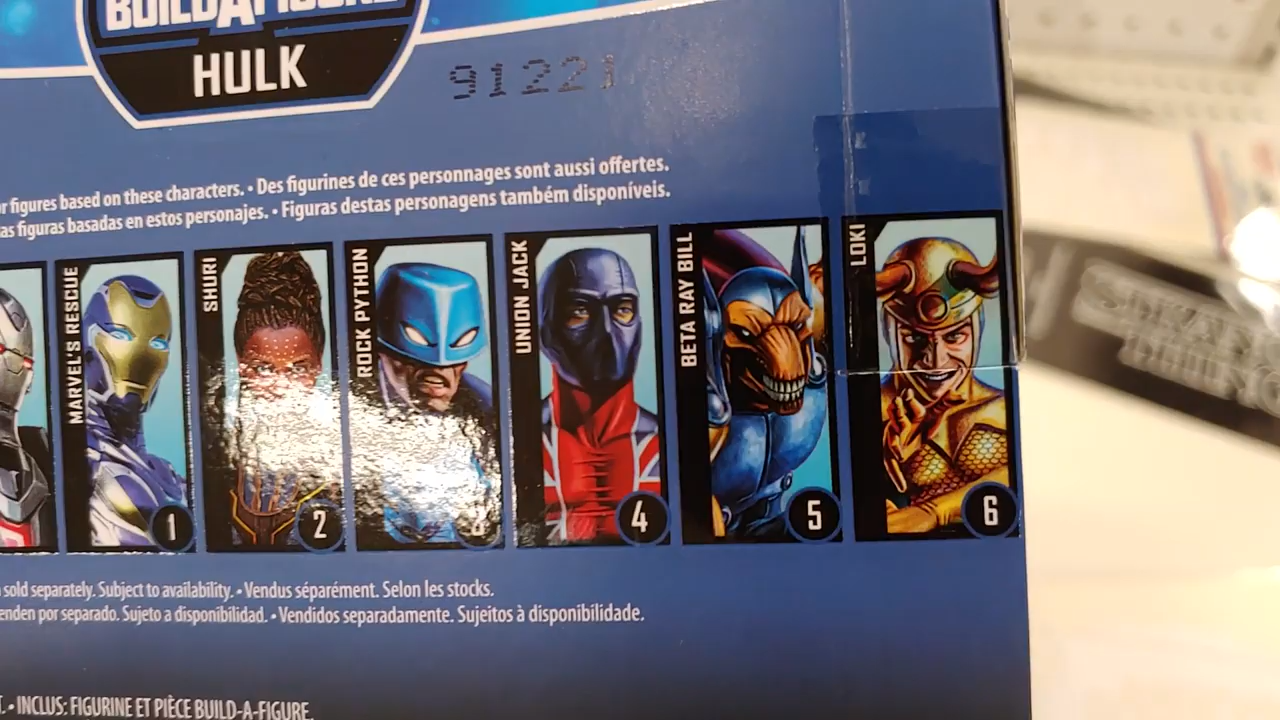 BUILD-A-FIGURE
HULK
91221
r figures based on these characters. • Des figurines de ces personnages sont aussi offertes.
as figuras basadas en estos personajes. • Figuras destas personagens também disponíveis.
MARVEL'S RESCUE
1
SHURI
2
ROCK PYTHON
3
UNION JACK
4
BETA RAY BILL
5
LOKI
6
sold separately. Subject to availability. • Vendus séparément. Selon les stocks.
enden por separado. Sujeto a disponibilidad. • Vendidos separadamente. Sujeitos à disponibilidade.
. • INCLUS: FIGURINE ET PIÈCE BUILD-A-FIGURE.